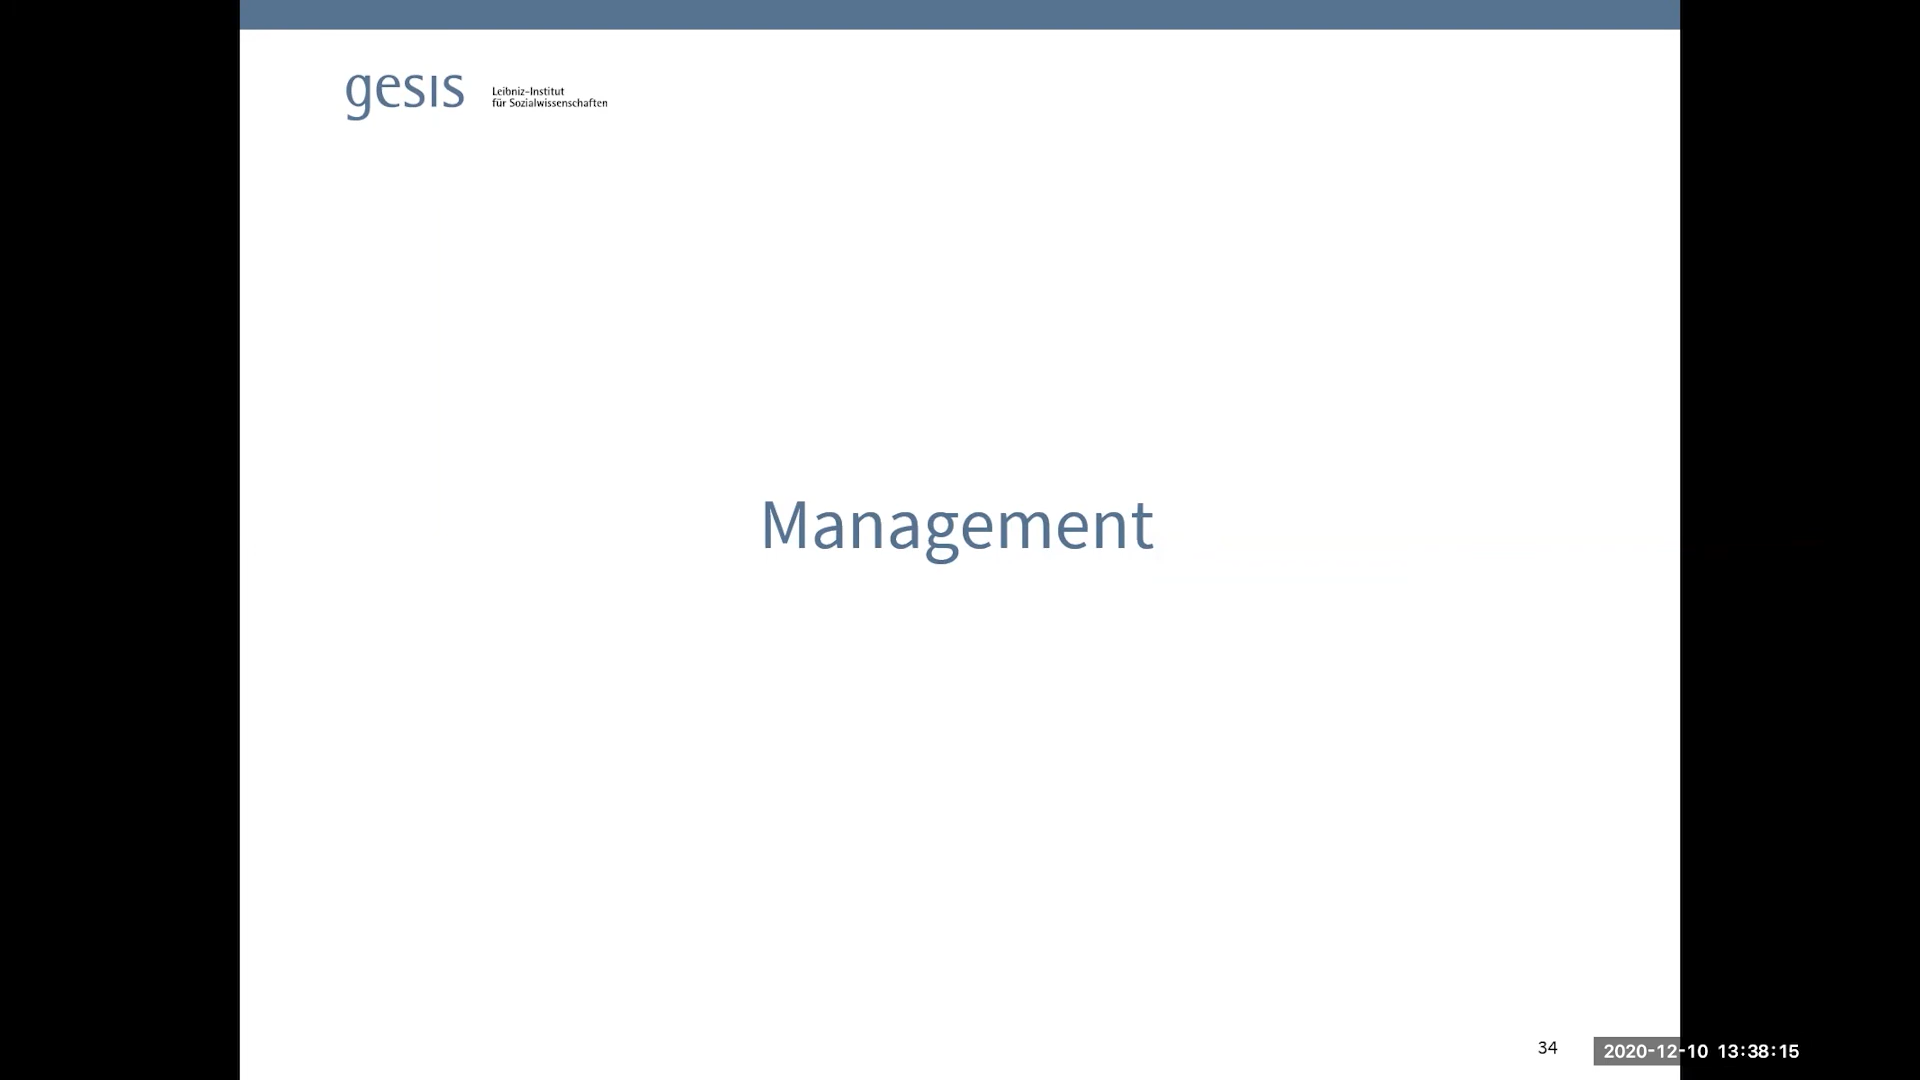 gesis
Leibniz-Institut
für Sozialwissenschaften
Management
34
2020-12-10 13:38:15